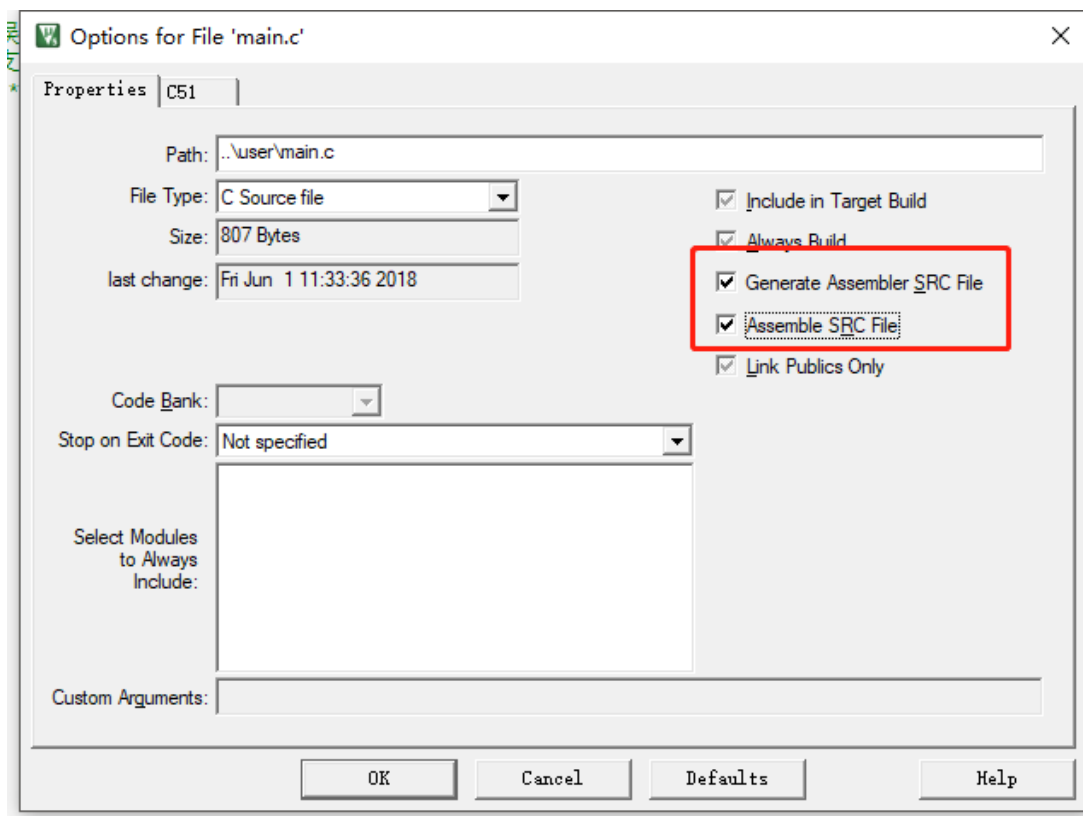 Options for File 'main.c'
Properties C51
Path: ..\user\main.c
File Type: C Source file
Include in Target Build
Size: 807 Bytes
Always Build
last change: Fri Jun 1 11:33:36 2018
Generate Assembler SRC File
Assemble SRC File
Link Publics Only
Code Bank:
Stop on Exit Code: Not specified
Select Modules
to Always
Include:
Custom Arguments:
OK Cancel Defaults Help